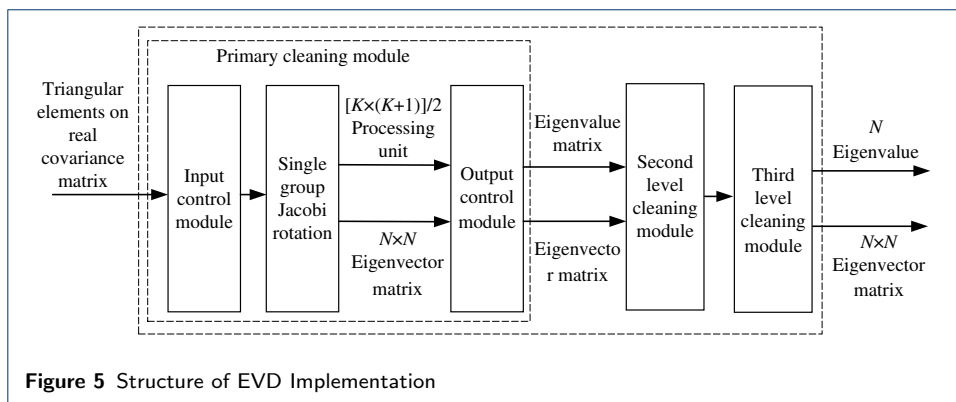 Primary cleaning module
Triangular
elements on
real
covariance
matrix
Input
control
module
Single
group
Jacobi
rotation
[K×(K+1)]/2
Processing
unit
N×N
Eigenvector
matrix
Output
control
module
Eigenvalue
matrix
Eigenvecto
r matrix
Second
level
cleaning
module
Third
level
cleaning
module
N
Eigenvalue
N×N
Eigenvector
matrix
Figure 5 Structure of EVD Implementation